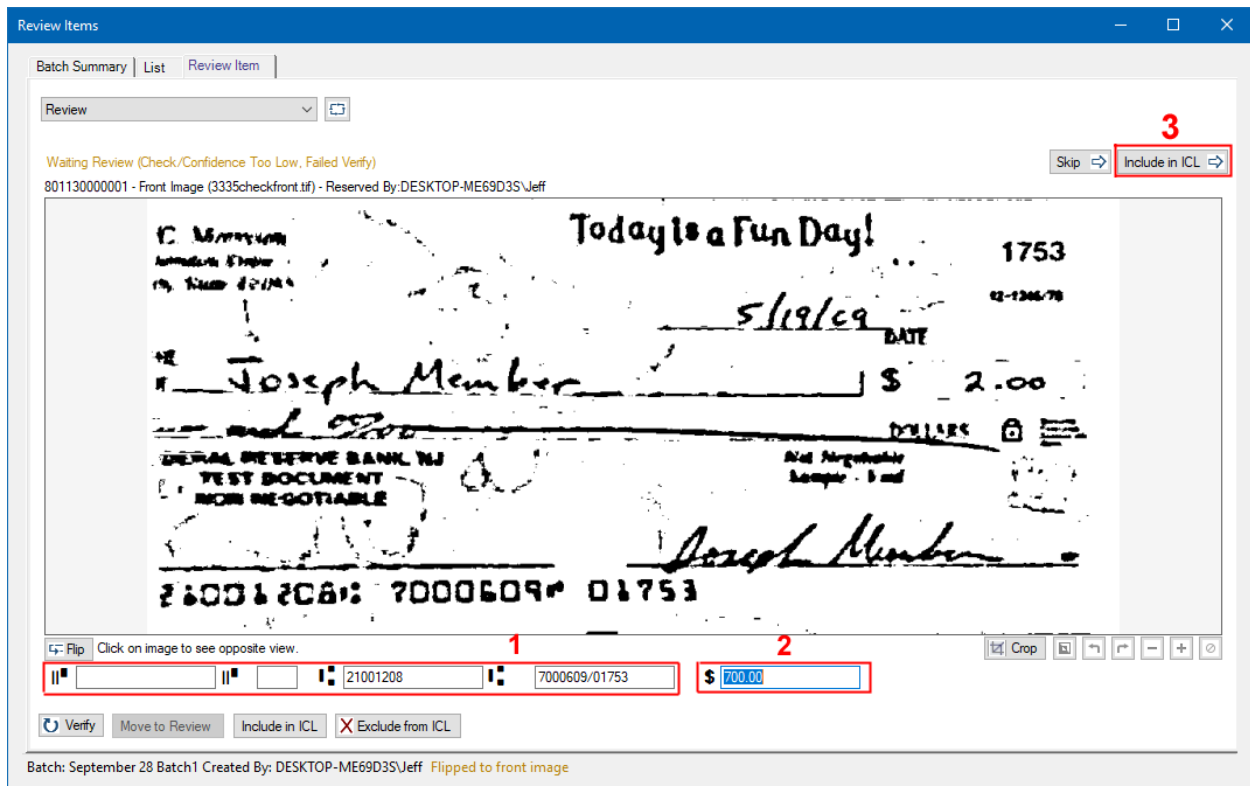 Review Items
Batch Summary List Review Item
Review
3
Waiting Review (Check/Confidence Too Low, Failed Verify)
Skip Include in ICL
801130000001 - Front Image (3335checkfront.tif) - Reserved By:DESKTOP-ME69D3S\Jeff
Today is a Fun Day!
1753
5/19/09
DATE
Joseph Member $ 2.00
and DOLLARS
RESERVE BANK NJ
Not Negotiable
TEST DOCUMENT
NON NEGOTIABLE
Joseph Member
7000609 01753
Flip Click on image to see opposite view. 1 2 Crop
21001208 7000609/01753 $ 700.00
Verify Move to Review Include in ICL Exclude from ICL
Batch: September 28 Batch1 Created By: DESKTOP-ME69D3S\Jeff Flipped to front image